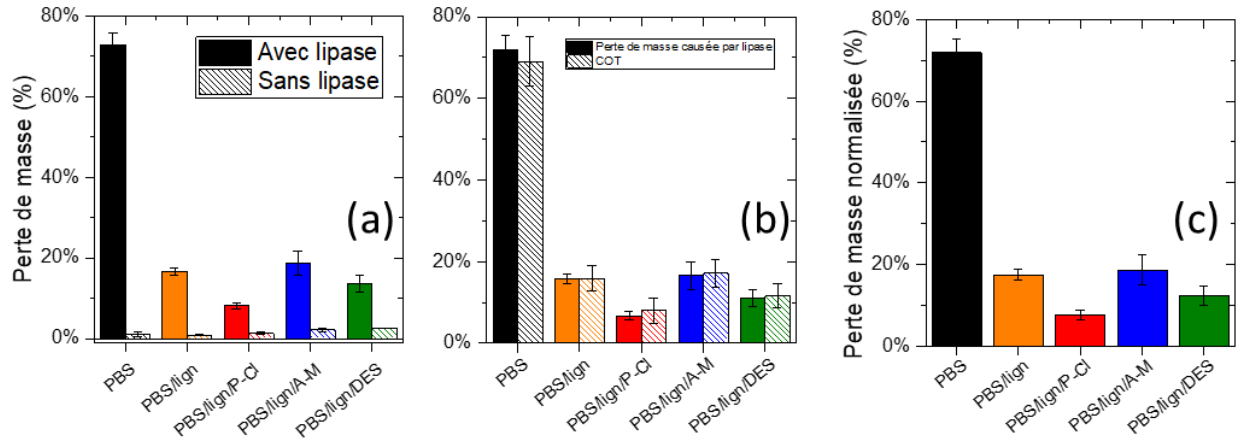 80%
60%
40%
20%
0%
Perte de masse (%)
Avec lipase
Sans lipase
(a)
PBS
PBS/lign
PBS/lign/P-Cl
PBS/lign/A-M
PBS/lign/DES
80%
60%
40%
20%
0%
Perte de masse causée par lipase
COT
(b)
PBS
PBS/lign
PBS/lign/P-Cl
PBS/lign/A-M
PBS/lign/DES
80%
60%
40%
20%
0%
Perte de masse normalisée (%)
(c)
PBS
PBS/lign
PBS/lign/P-Cl
PBS/lign/A-M
PBS/lign/DES